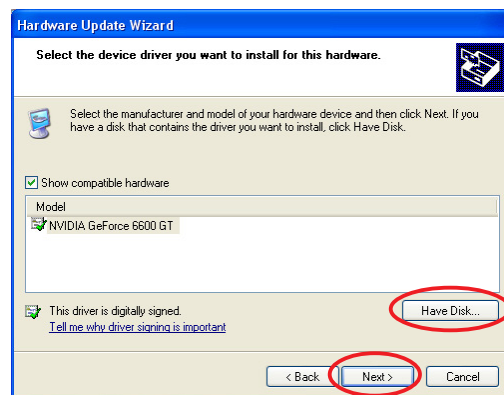 Hardware Update Wizard
Select the device driver you want to install for this hardware.
Select the manufacturer and model of your hardware device and then click Next. If you
have a disk that contains the driver you want to install, click Have Disk.
Show compatible hardware
Model
NVIDIA GeForce 6600 GT
This driver is digitally signed.
Have Disk...
Tell me why driver signing is important
< Back
Next >
Cancel